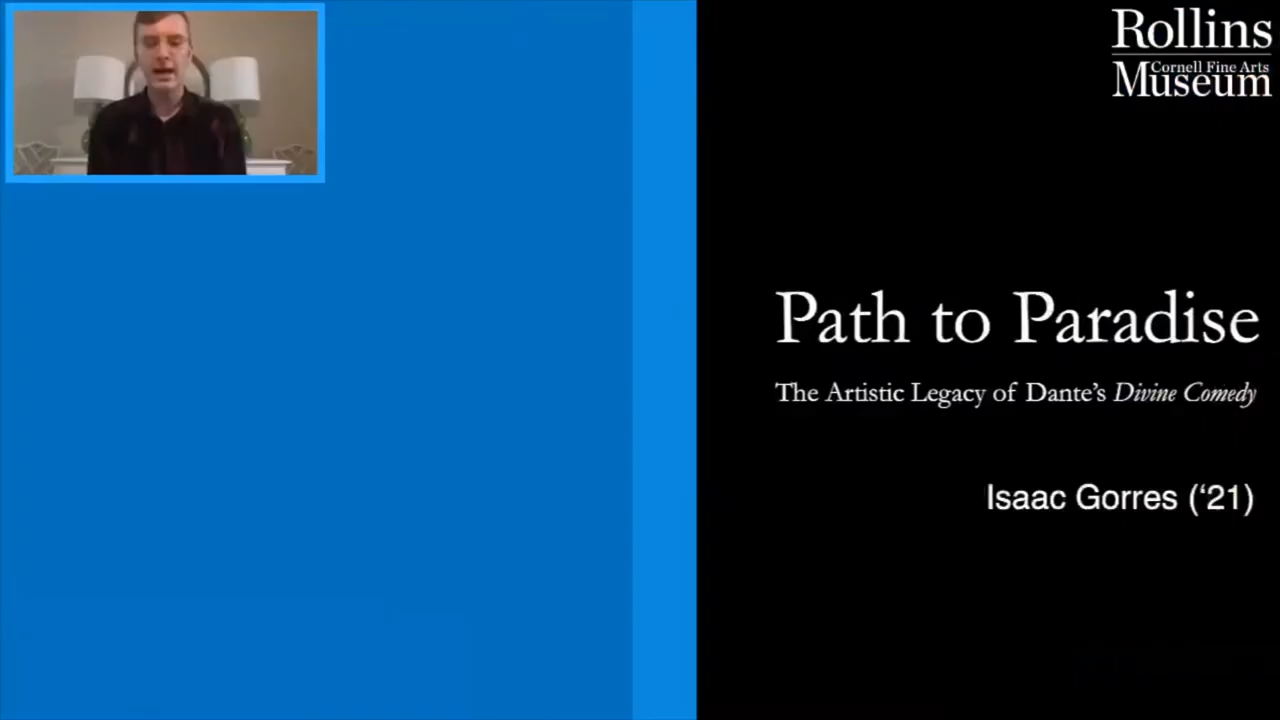 Rollins
Cornell Fine Arts
Museum
Path to Paradise
The Artistic Legacy of Dante's Divine Comedy
Isaac Gorres (‘21)